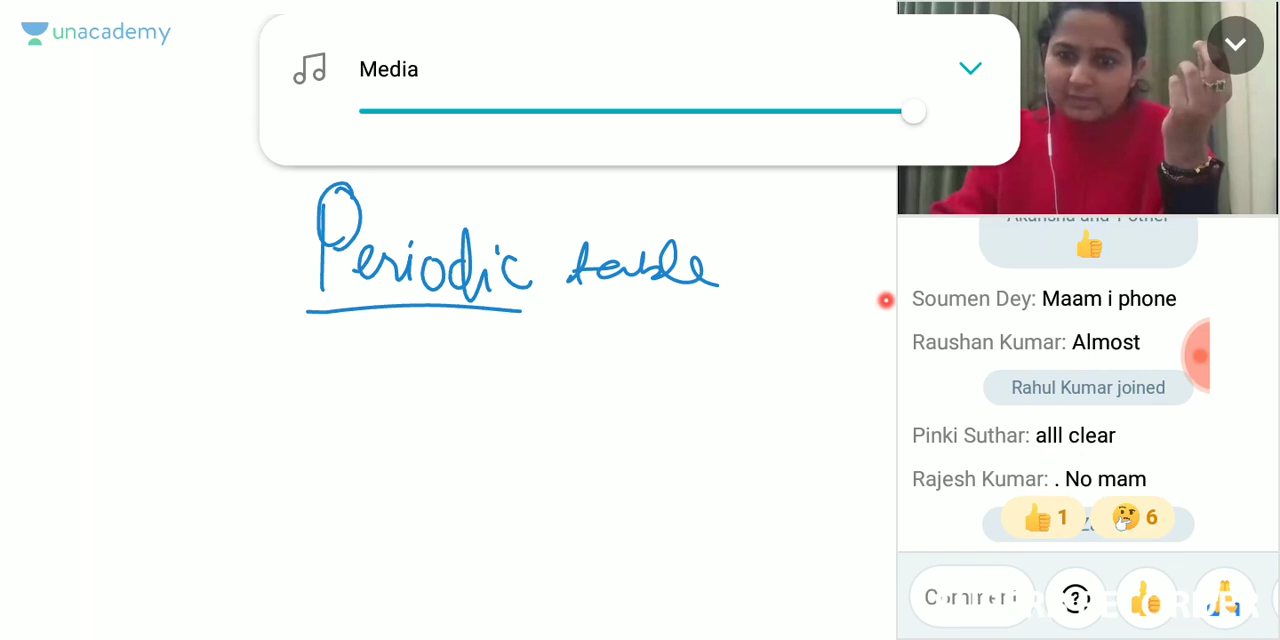 unacademy
Media
Periodic table
Soumen Dey: Maam i phone
Raushan Kumar: Almost
Rahul Kumar joined
Pinki Suthar: alll clear
Rajesh Kumar: . No mam
1
6